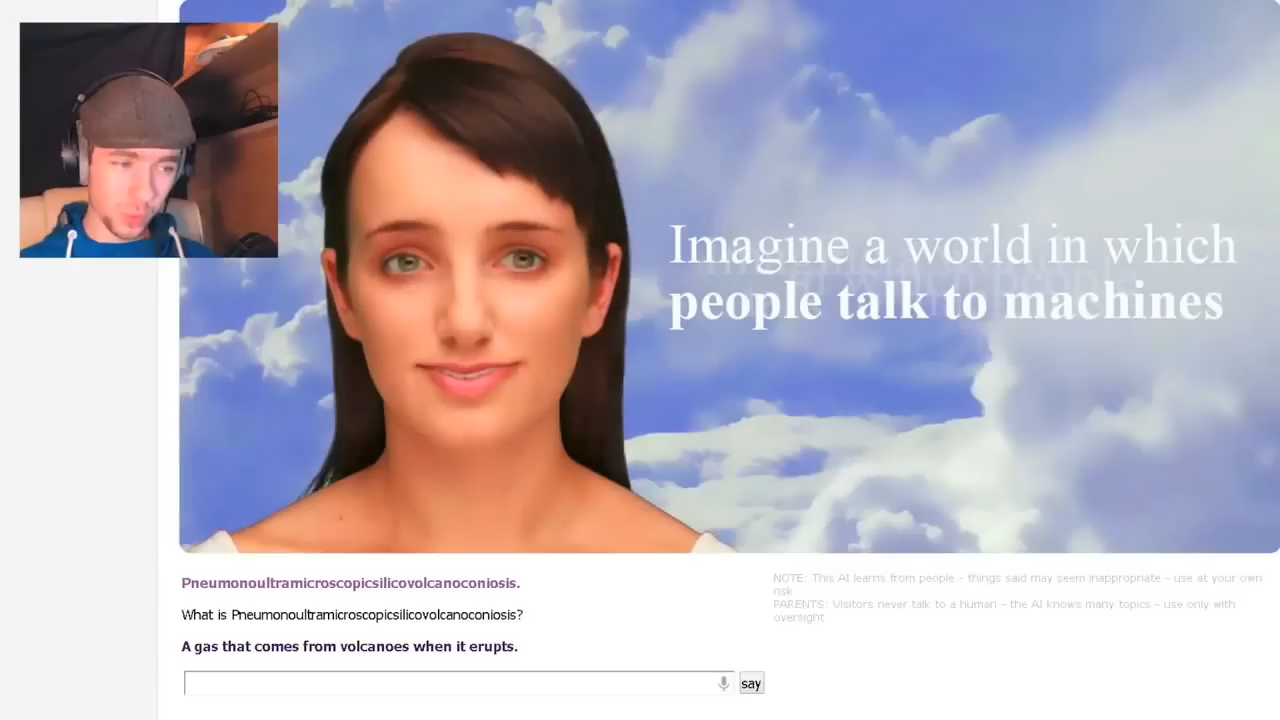 Imagine a world in which
people talk to machines
Pneumonoultramicroscopicsilicovolcanoconiosis.
What is Pneumonoultramicroscopicsilicovolcanoconiosis?
A gas that comes from volcanoes when it erupts.
say
NOTE: This AI learns from people - things said may seem inappropriate - use at your own
risk
PARENTS: Visitors never talk to a human - the AI knows many topics - use only with
oversight